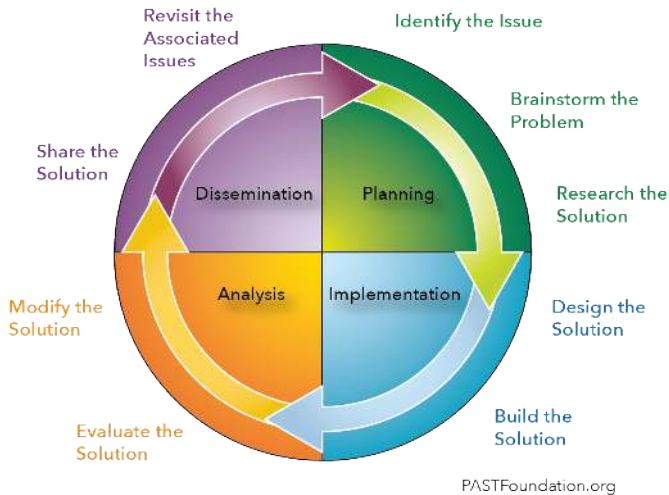 Revisit the
Associated
Issues
Identify the Issue
Brainstorm the
Problem
Share the
Solution
Dissemination
Planning
Research the
Solution
Analysis
Implementation
Modify the
Solution
Design the
Solution
Evaluate the
Solution
Build the
Solution
PASTFoundation.org